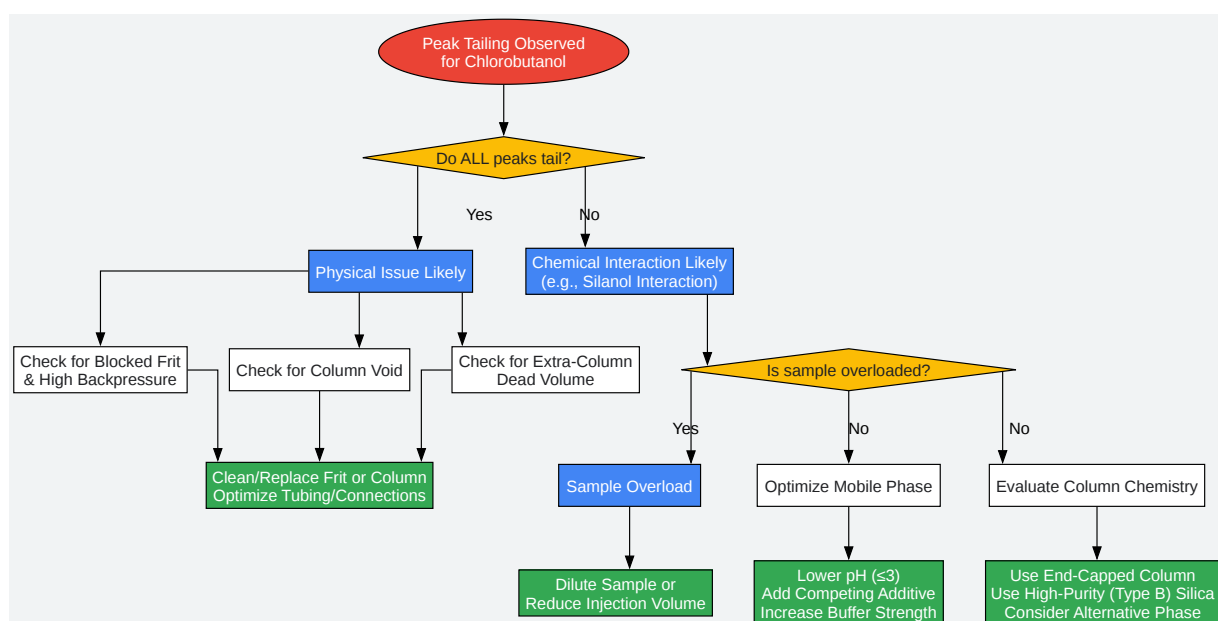 Peak Tailing Observed
for Chlorobutanol
Do ALL peaks tail?
Yes
No
Physical Issue Likely
Chemical Interaction Likely
(e.g., Silanol Interaction)
Check for Blocked Frit
& High Backpressure
Check for Column Void
Check for Extra-Column
Dead Volume
Is sample overloaded?
Yes
No
No
Clean/Replace Frit or Column
Optimize Tubing/Connections
Sample Overload
Optimize Mobile Phase
Evaluate Column Chemistry
Dilute Sample or
Reduce Injection Volume
Lower pH (≤3)
Add Competing Additive
Increase Buffer Strength
Use End-Capped Column
Use High-Purity (Type B) Silica
Consider Alternative Phase